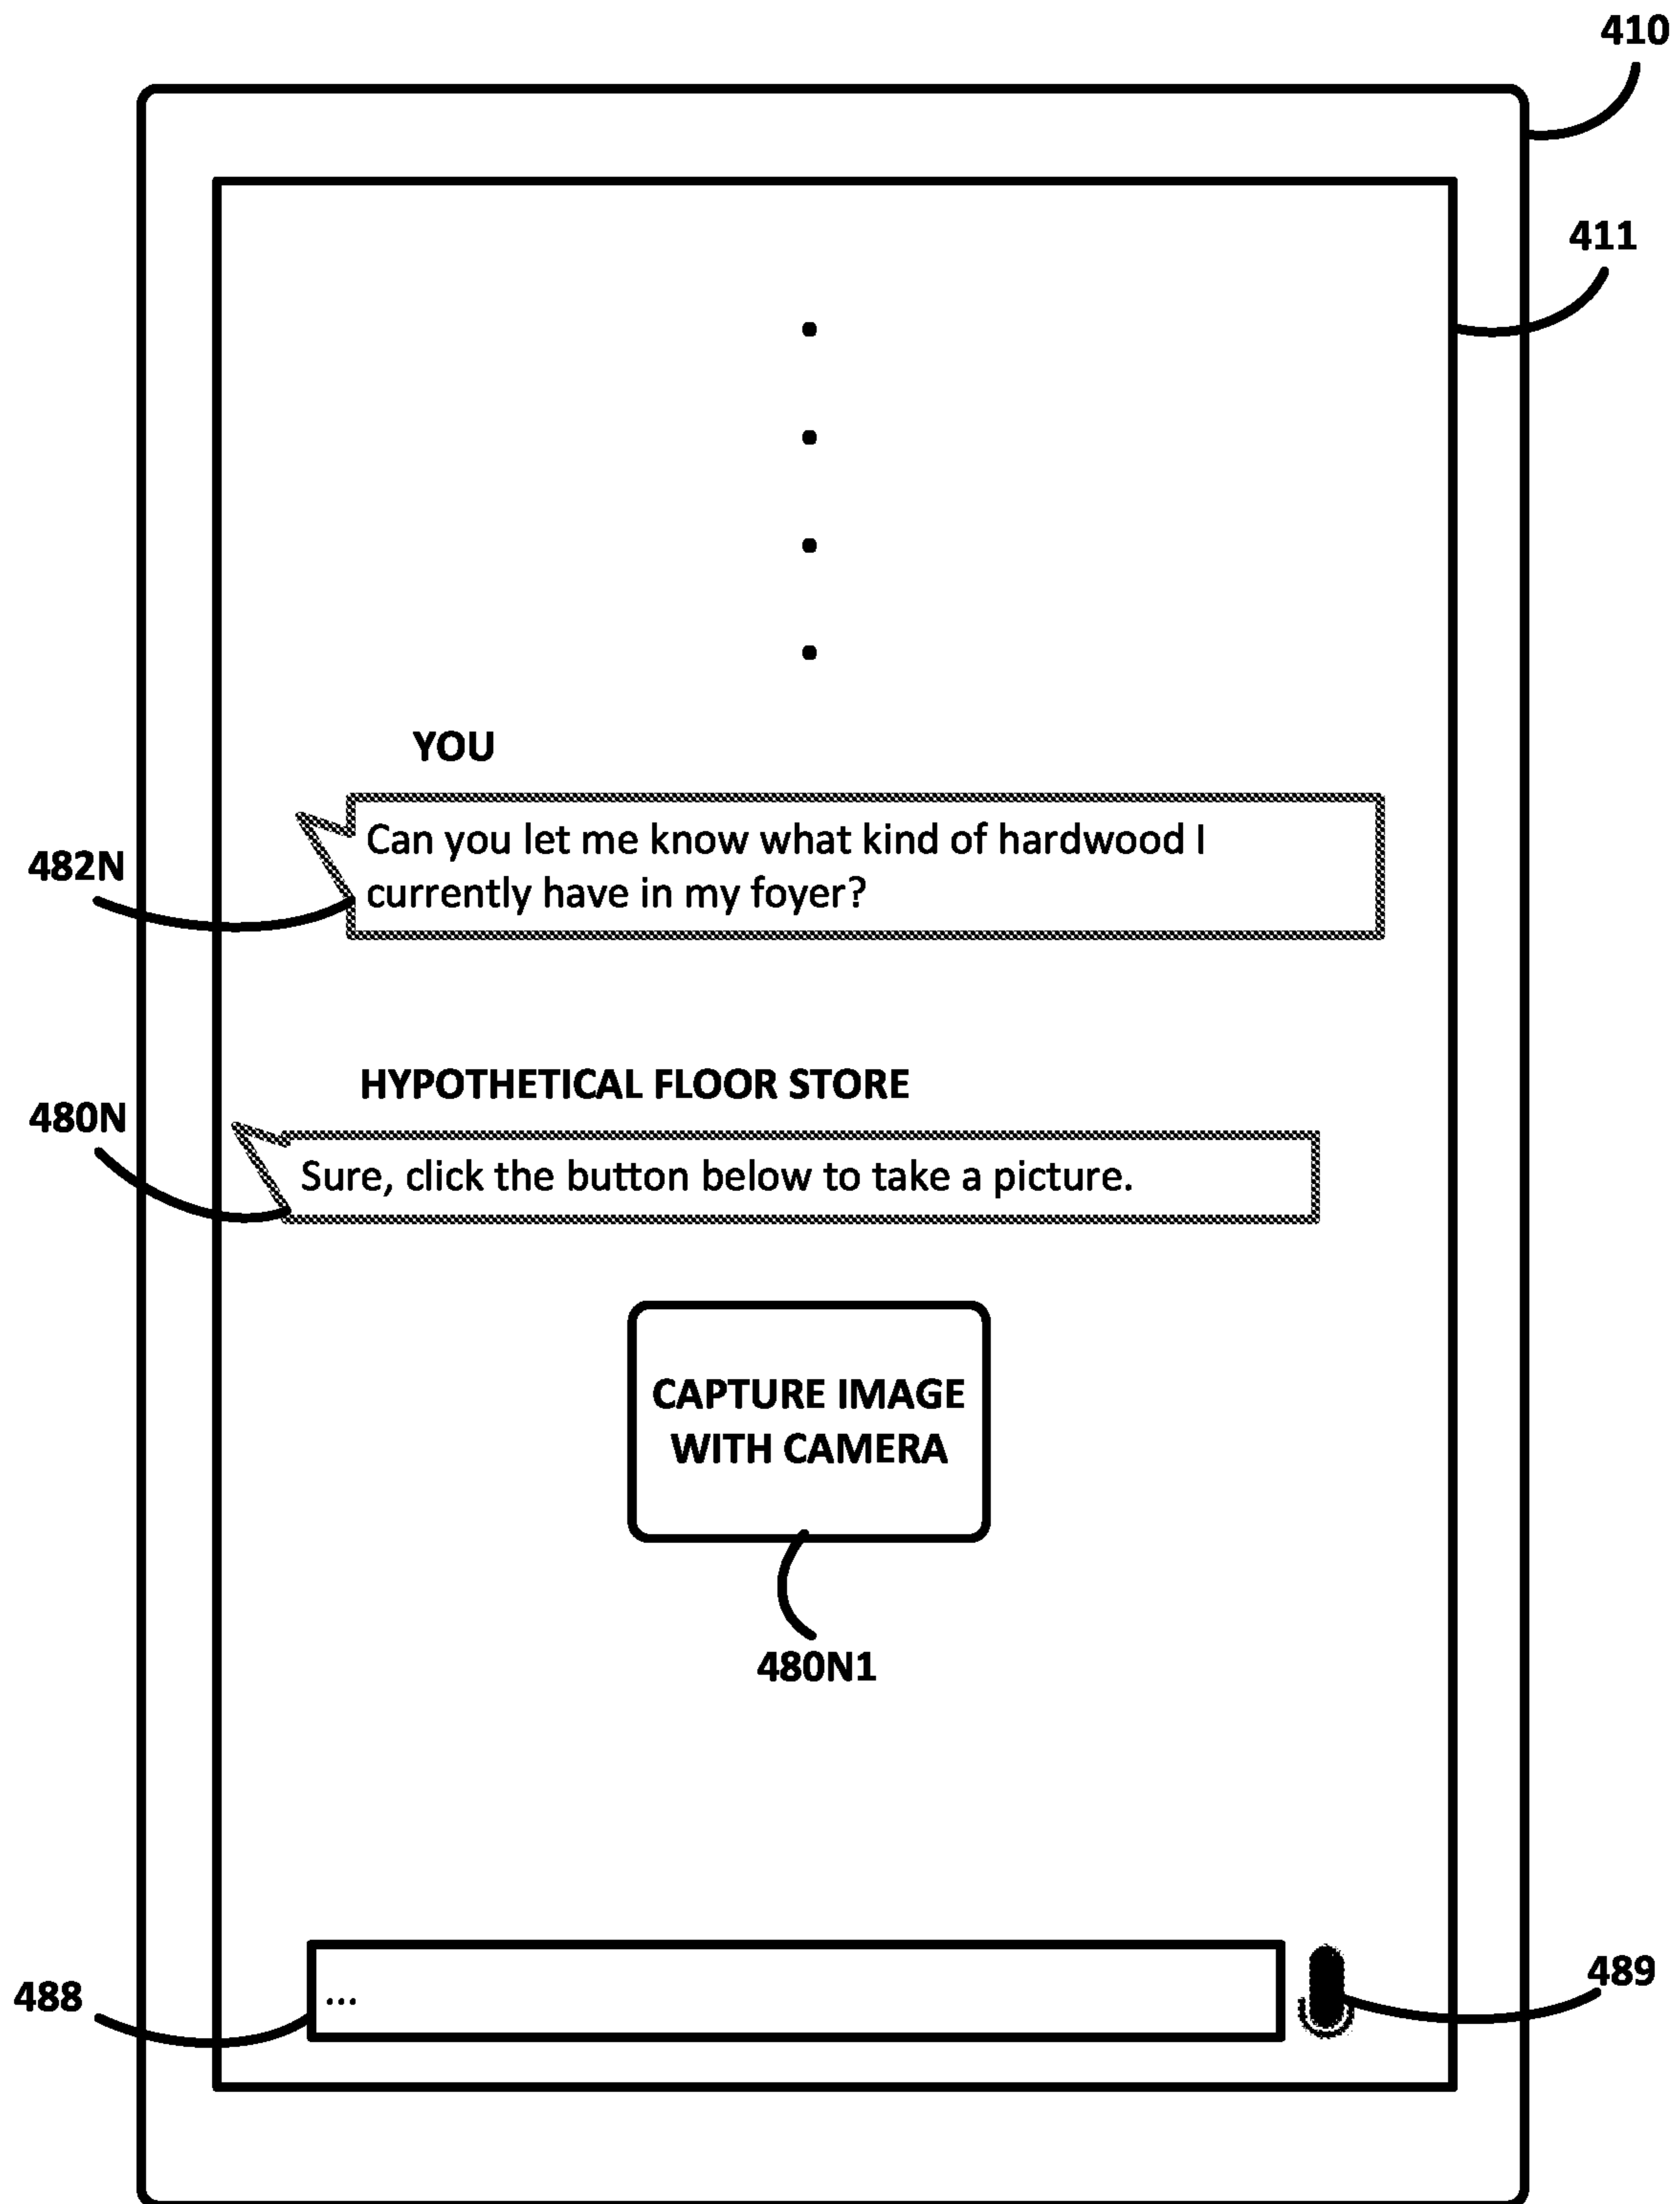 410
411
YOU
Can you let me know what kind of hardwood I
currently have in my foyer?
482N
HYPOTHETICAL FLOOR STORE
480N
Sure, click the button below to take a picture.
CAPTURE IMAGE
WITH CAMERA
480N1
488
...
489